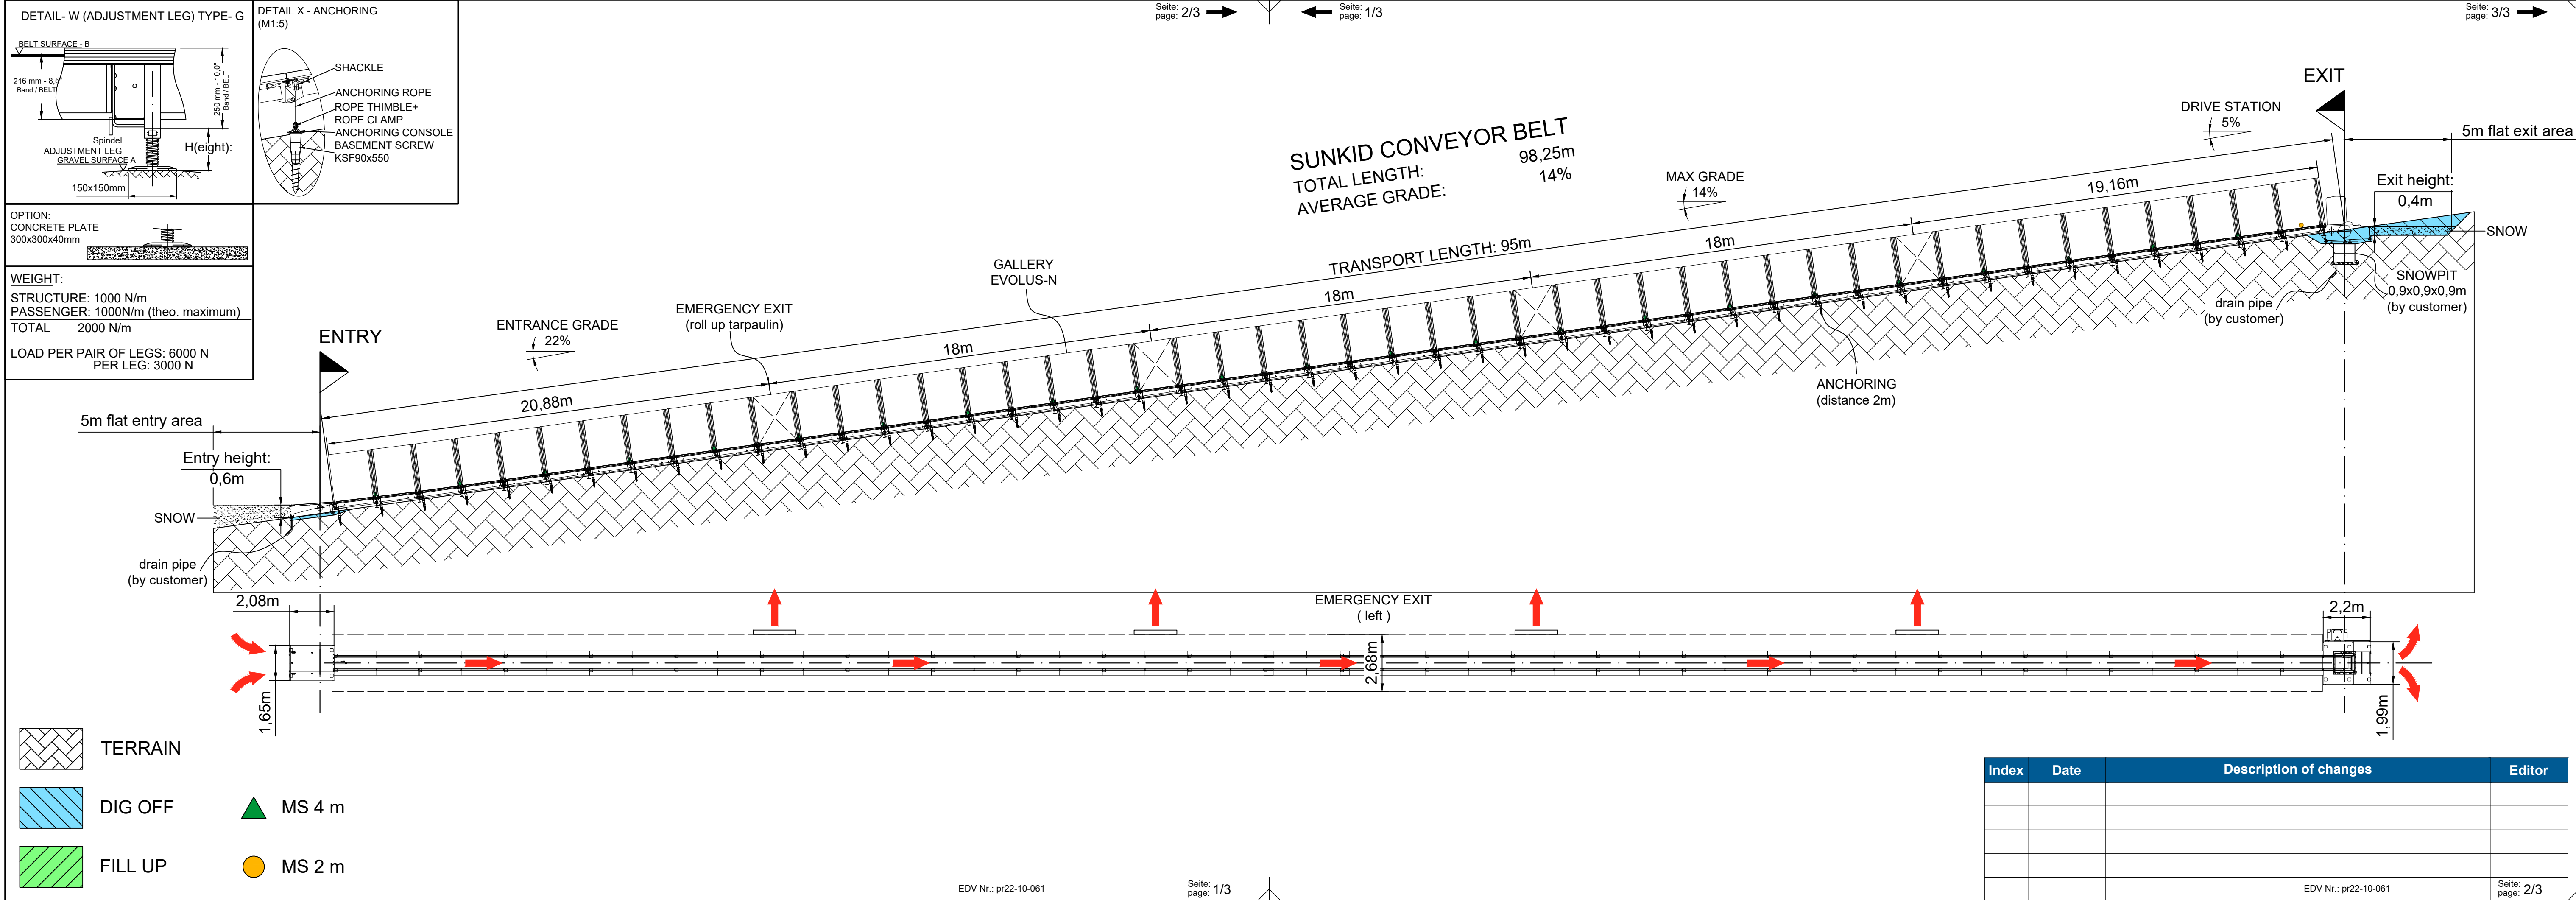 Seite:
page: 2/3
Seite:
page: 1/3
Seite:
page: 3/3
DETAIL- W (ADJUSTMENT LEG) TYPE- G
BELT SURFACE - B
216 mm - 8,5"
Band / BELT
250 mm - 10,0"
Band / BELT
Spindel
ADJUSTMENT LEG
GRAVEL SURFACE A
H(eight):
150x150mm
DETAIL X - ANCHORING
(M1:5)
SHACKLE
ANCHORING ROPE
ROPE THIMBLE+
ROPE CLAMP
ANCHORING CONSOLE
BASEMENT SCREW
KSF90x550
OPTION:
CONCRETE PLATE
300x300x40mm
WEIGHT:
STRUCTURE: 1000 N/m
PASSENGER: 1000N/m (theo. maximum)
TOTAL 2000 N/m
LOAD PER PAIR OF LEGS: 6000 N
PER LEG: 3000 N
SUNKID CONVEYOR BELT
TOTAL LENGTH: 98,25m
AVERAGE GRADE: 14%
ENTRY
ENTRANCE GRADE
22%
EMERGENCY EXIT
(roll up tarpaulin)
GALLERY
EVOLUS-N
TRANSPORT LENGTH: 95m
MAX GRADE
14%
DRIVE STATION
5%
EXIT
5m flat exit area
Exit height:
0,4m
SNOW
SNOWPIT
0,9x0,9x0,9m
(by customer)
drain pipe
(by customer)
20,88m
18m
18m
18m
19,16m
ANCHORING
(distance 2m)
5m flat entry area
Entry height:
0,6m
SNOW
drain pipe
(by customer)
EMERGENCY EXIT
( left )
2,08m
1,65m
2,68m
2,2m
1,99m
TERRAIN
DIG OFF
FILL UP
MS 4 m
MS 2 m
Index Date Description of changes Editor
EDV Nr.: pr22-10-061
Seite:
page: 1/3
EDV Nr.: pr22-10-061
Seite:
page: 2/3